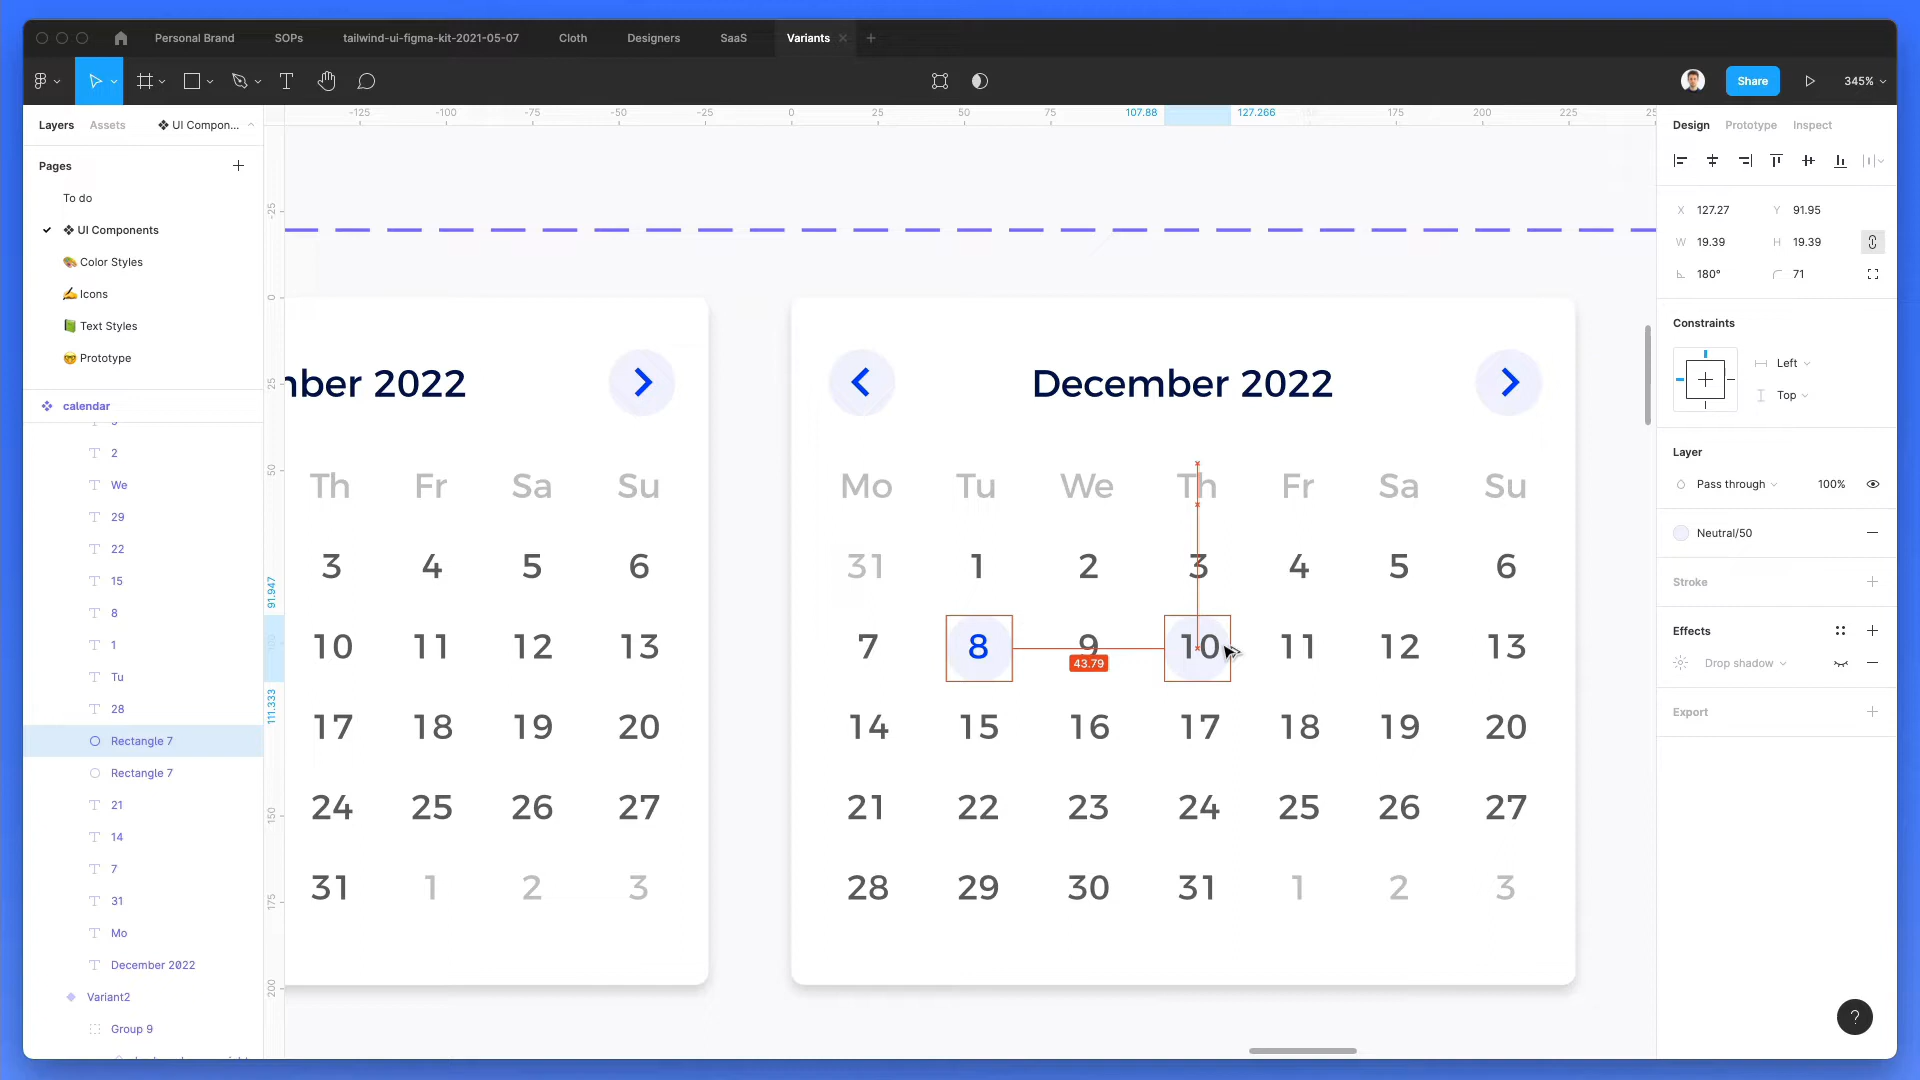 Personal Brand SOPs tailwind-ui-figma-kit-2021-05-07 Cloth Designers SaaS Variants
Share 345%
Layers Assets UI Compon...
Pages
To do
UI Components
Color Styles
Icons
Text Styles
Prototype
calendar
2
We
29
22
15
8
1
Tu
28
Rectangle 7
Rectangle 7
21
14
7
31
Mo
December 2022
Variant2
Group 9
-125 -100 -75 -50 -25 0 25 50 75 107.88 127.266 175 200 225
-25
0
25
50
91.947
111.333
150
175
200
mber 2022
Th Fr Sa Su
3 4 5 6
10 11 12 13
17 18 19 20
24 25 26 27
31 1 2 3
December 2022
Mo Tu We Th Fr Sa Su
31 1 2 3 4 5 6
7 8 9 10 11 12 13
43.79
14 15 16 17 18 19 20
21 22 23 24 25 26 27
28 29 30 31 1 2 3
Design Prototype Inspect
X 127.27 Y 91.95
W 19.39 H 19.39
180° 71
Constraints
Left
Top
Layer
Pass through 100%
Neutral/50
Stroke
Effects
Drop shadow
Export
?